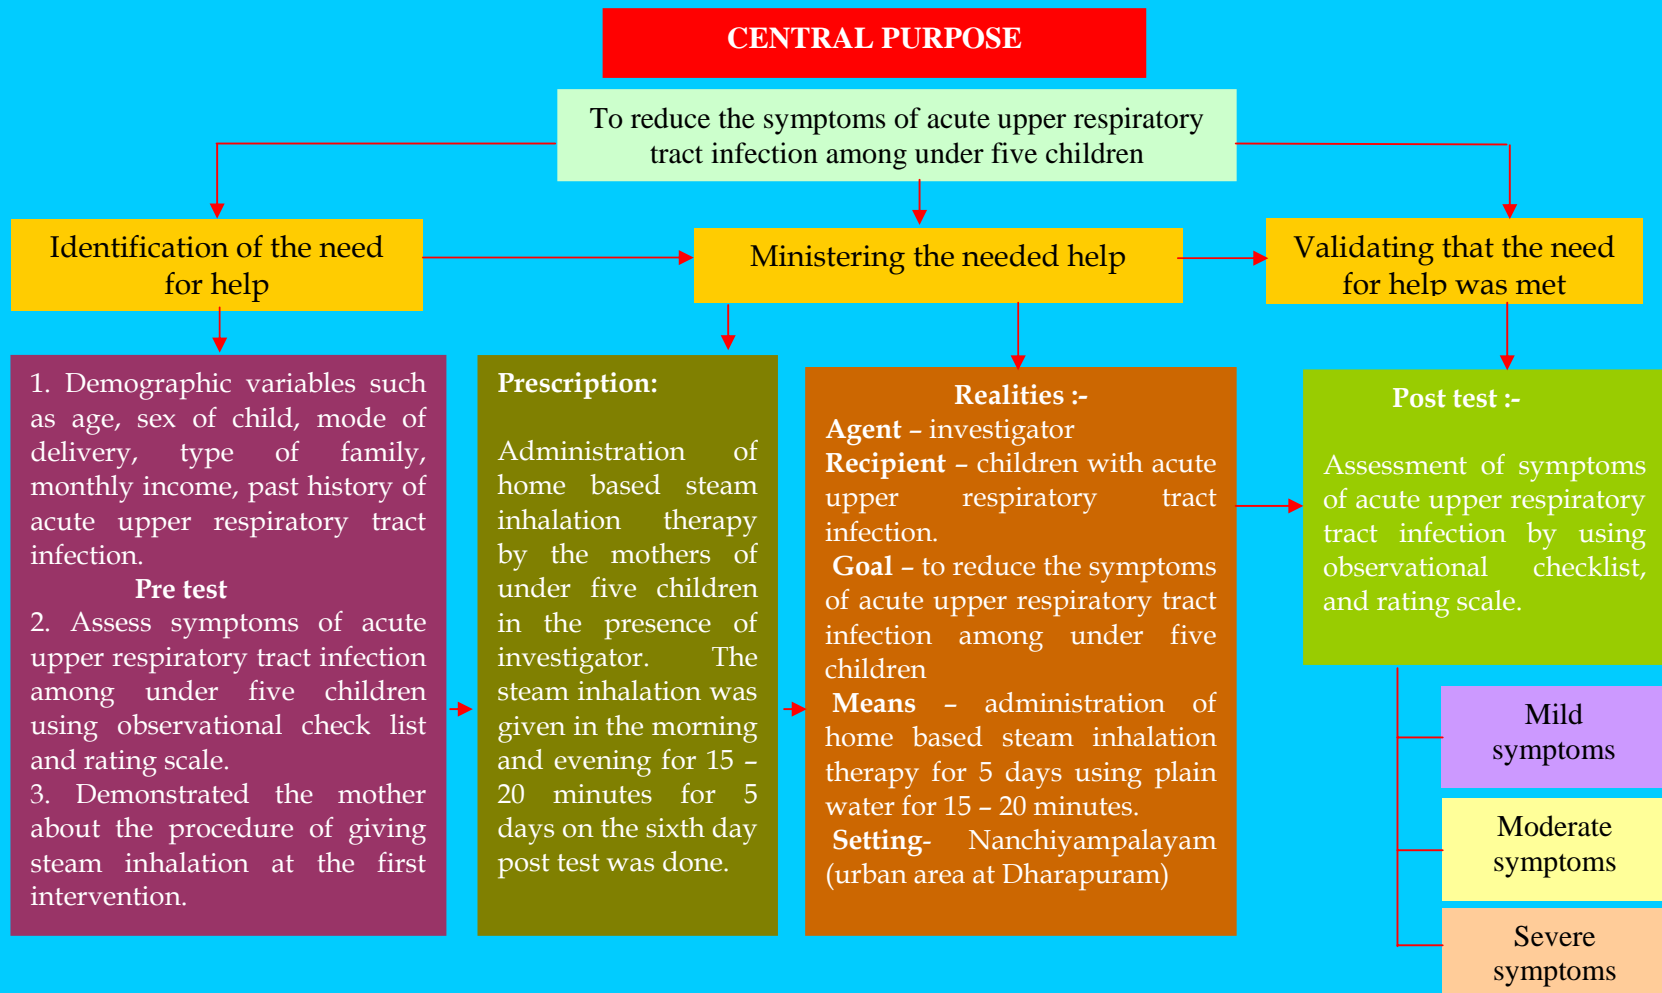 CENTRAL PURPOSE
To reduce the symptoms of acute upper respiratory
tract infection among under five children
Identification of the need
for help
Ministering the needed help
Validating that the need
for help was met
1. Demographic variables such
as age, sex of child, mode of
delivery, type of family,
monthly income, past history of
acute upper respiratory tract
infection.
Pre test
2. Assess symptoms of acute
upper respiratory tract infection
among under five children
using observational check list
and rating scale.
3. Demonstrated the mother
about the procedure of giving
steam inhalation at the first
intervention.
Prescription:
Administration of
home based steam
inhalation therapy
by the mothers of
under five children
in the presence of
investigator. The
steam inhalation was
given in the morning
and evening for 15 –
20 minutes for 5
days on the sixth day
post test was done.
Realities :-
Agent – investigator
Recipient – children with acute
upper respiratory tract
infection.
Goal – to reduce the symptoms
of acute upper respiratory tract
infection among under five
children
Means – administration of
home based steam inhalation
therapy for 5 days using plain
water for 15 – 20 minutes.
Setting- Nanchiyampalayam
(urban area at Dharapuram)
Post test :-
Assessment of symptoms
of acute upper respiratory
tract infection by using
observational checklist,
and rating scale.
Mild
symptoms
Moderate
symptoms
Severe
symptoms